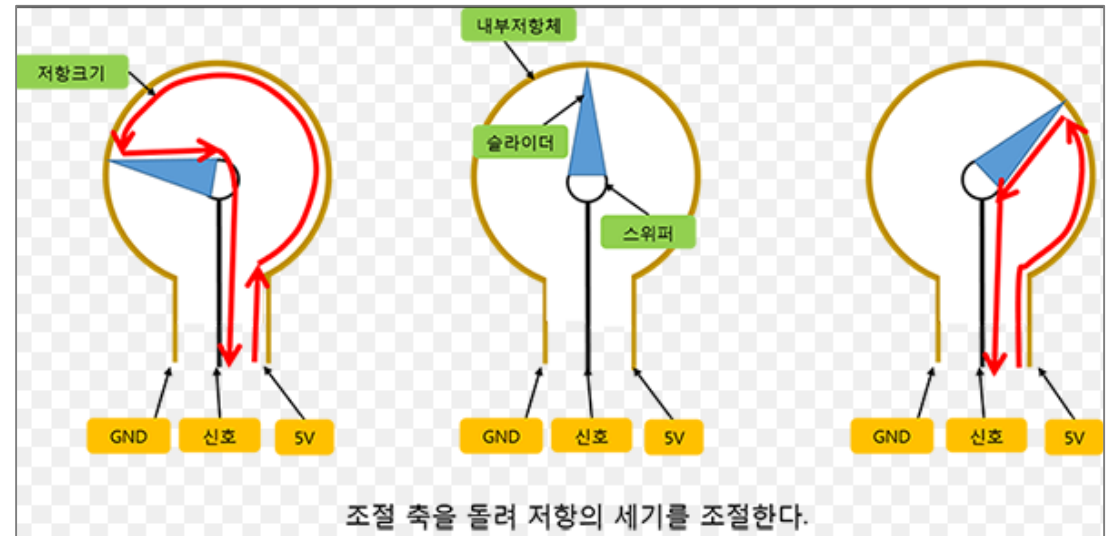 내부저항체
저항크기
슬라이더
스위퍼
GND 신호 5V
GND 신호 5V
GND 신호 5V
조절 축을 돌려 저항의 세기를 조절한다.